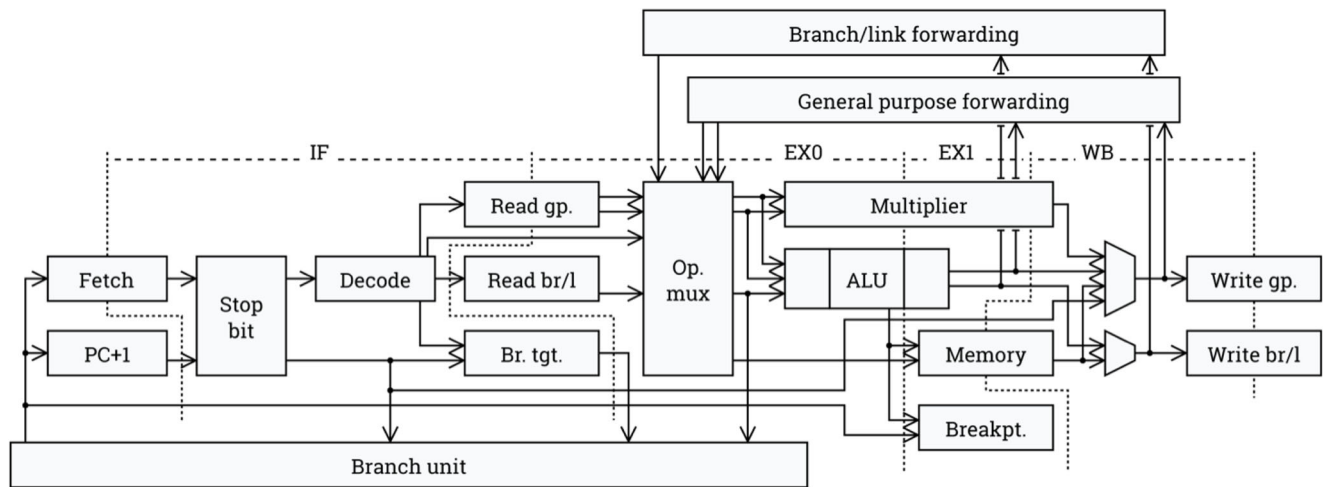 Branch/link forwarding
General purpose forwarding
IF
EX0
EX1
WB
Read gp.
Multiplier
Fetch
Stop
bit
Decode
Read br/l
Op.
mux
ALU
Write gp.
PC+1
Br. tgt.
Memory
Write br/l
Breakpt.
Branch unit